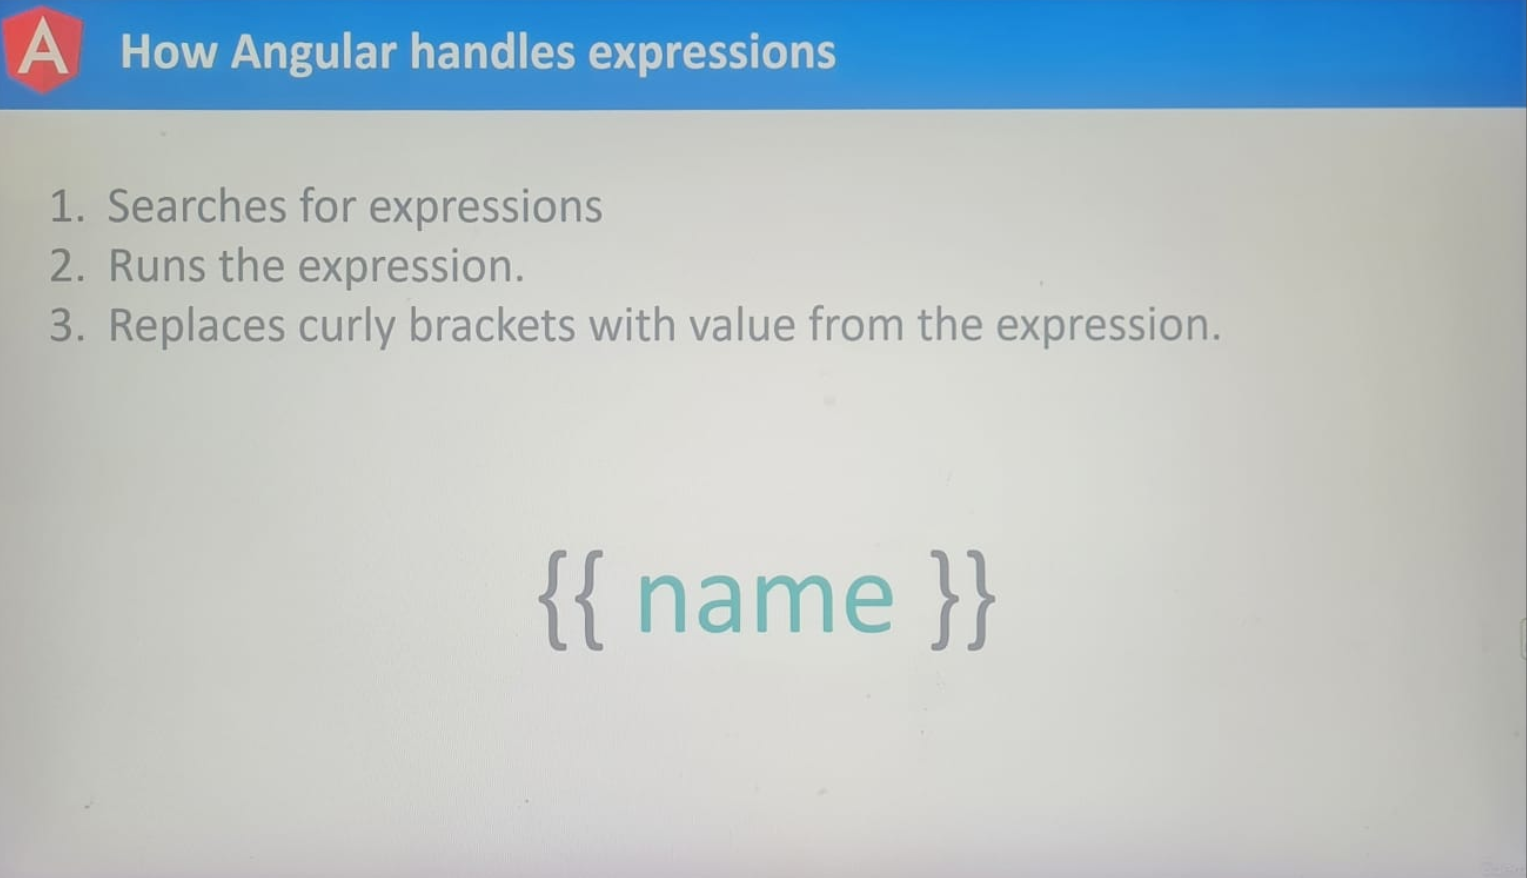 How Angular handles expressions
1. Searches for expressions
2. Runs the expression.
3. Replaces curly brackets with value from the expression.
{{ name }}